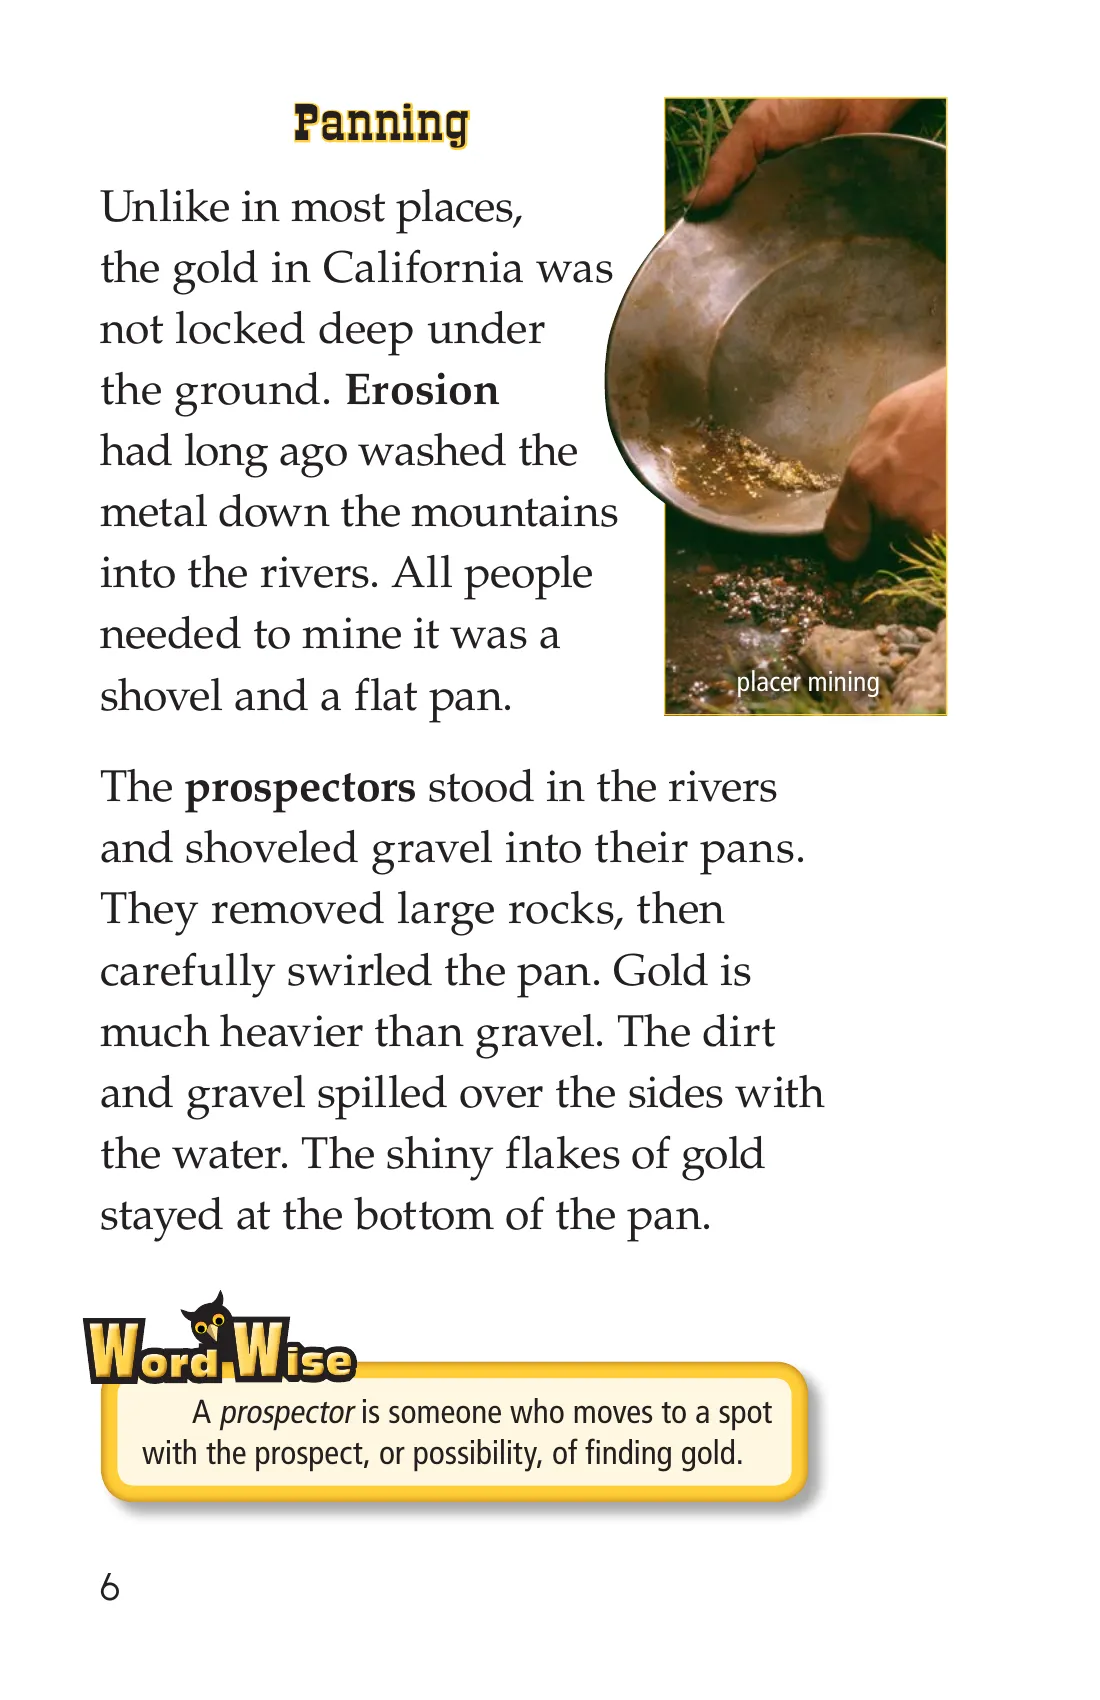 Panning
Unlike in most places,
the gold in California was
not locked deep under
the ground. Erosion
had long ago washed the
metal down the mountains
into the rivers. All people
needed to mine it was a
shovel and a flat pan.
placer mining
The prospectors stood in the rivers
and shoveled gravel into their pans.
They removed large rocks, then
carefully swirled the pan. Gold is
much heavier than gravel. The dirt
and gravel spilled over the sides with
the water. The shiny flakes of gold
stayed at the bottom of the pan.
Word Wise
A prospector is someone who moves to a spot
with the prospect, or possibility, of finding gold.
6